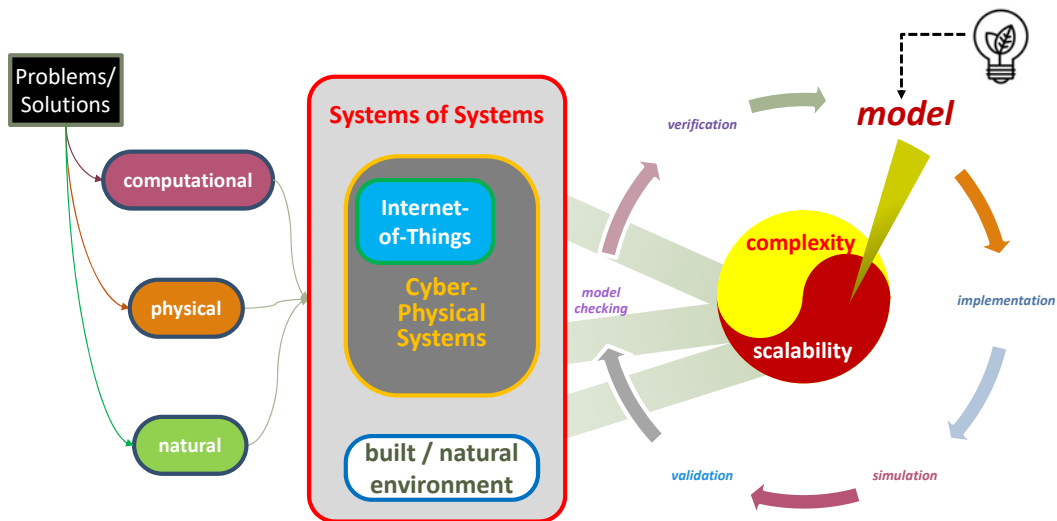 Problems/
Solutions
computational
physical
natural
Systems of Systems
Internet-
of-Things
Cyber-
Physical
Systems
built / natural
environment
model
verification
model
checking
complexity
scalability
implementation
simulation
validation